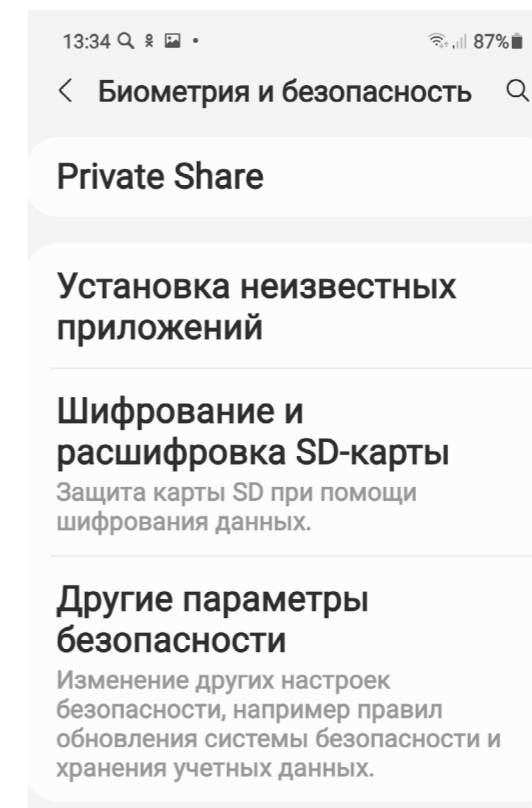 13:34
87%
Биометрия и безопасность
Private Share
Установка неизвестных
приложений
Шифрование и
расшифровка SD-карты
Защита карты SD при помощи
шифрования данных.
Другие параметры
безопасности
Изменение других настроек
безопасности, например правил
обновления системы безопасности и
хранения учетных данных.